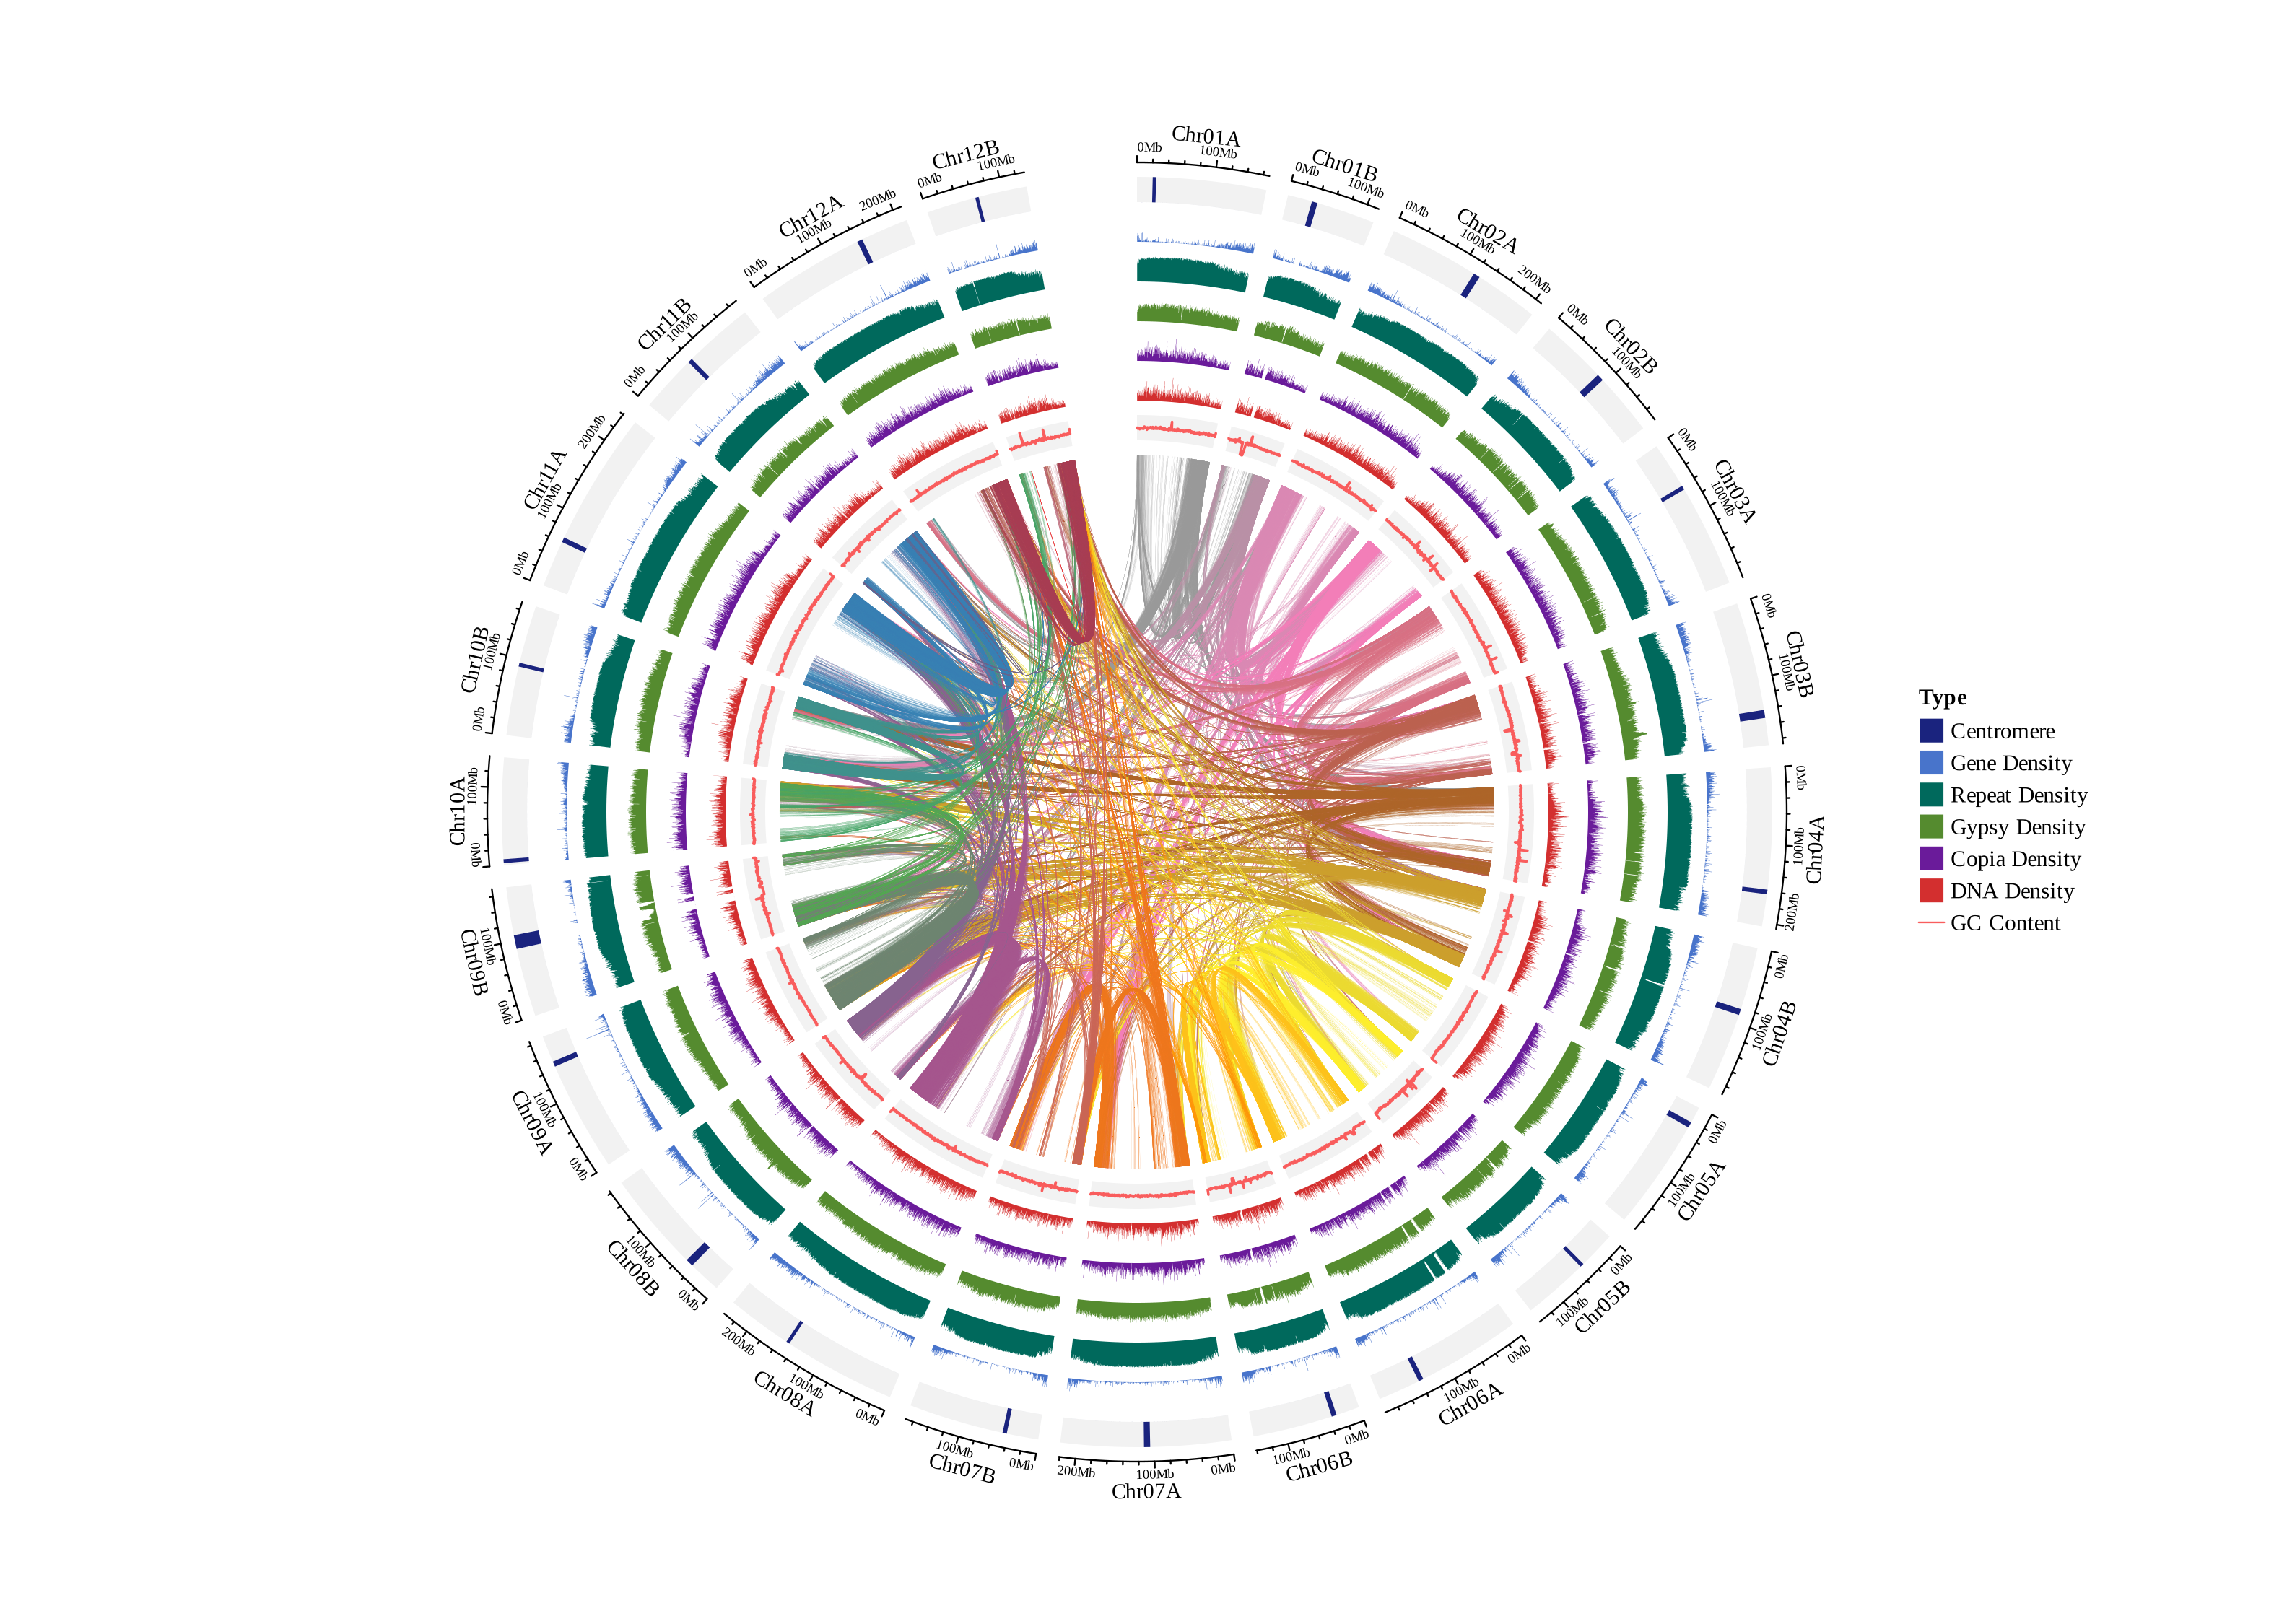 Chr01A
0Mb
100Mb
Chr01B
0Mb
100Mb
Chr02A
0Mb
100Mb
200Mb
Chr02B
0Mb
100Mb
Chr03A
0Mb
100Mb
Chr03B
0Mb
100Mb
Chr04A
0Mb
100Mb
200Mb
Chr04B
0Mb
100Mb
Chr05A
0Mb
100Mb
Chr05B
0Mb
100Mb
Chr06A
0Mb
100Mb
Chr06B
0Mb
100Mb
Chr07A
0Mb
100Mb
200Mb
Chr07B
0Mb
100Mb
Chr08A
0Mb
100Mb
200Mb
Chr08B
0Mb
100Mb
Chr09A
0Mb
100Mb
Chr09B
0Mb
100Mb
Chr10A
0Mb
100Mb
Chr10B
0Mb
100Mb
Chr11A
0Mb
100Mb
200Mb
Chr11B
0Mb
100Mb
Chr12A
0Mb
100Mb
200Mb
Chr12B
0Mb
100Mb
Type
Centromere
Gene Density
Repeat Density
Gypsy Density
Copia Density
DNA Density
GC Content